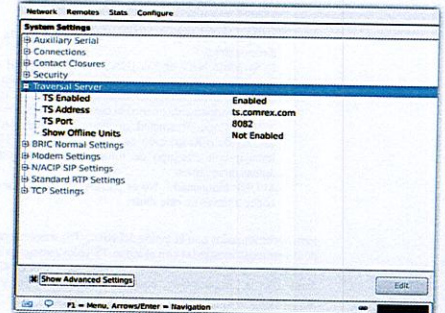 Network Remotes Stats Configure
System Settings
Auxiliary Serial
Connections
Contact Closures
Security
Traversal Server
TS Enabled Enabled
TS Address ts.comrex.com
TS Port 8082
Show Offline Units Not Enabled
BRIC Normal Settings
Modem Settings
N/ACIP SIP Settings
Standard RTP Settings
TCP Settings
Show Advanced Settings Edit
F1 = Menu, Arrows/Enter = Navigation